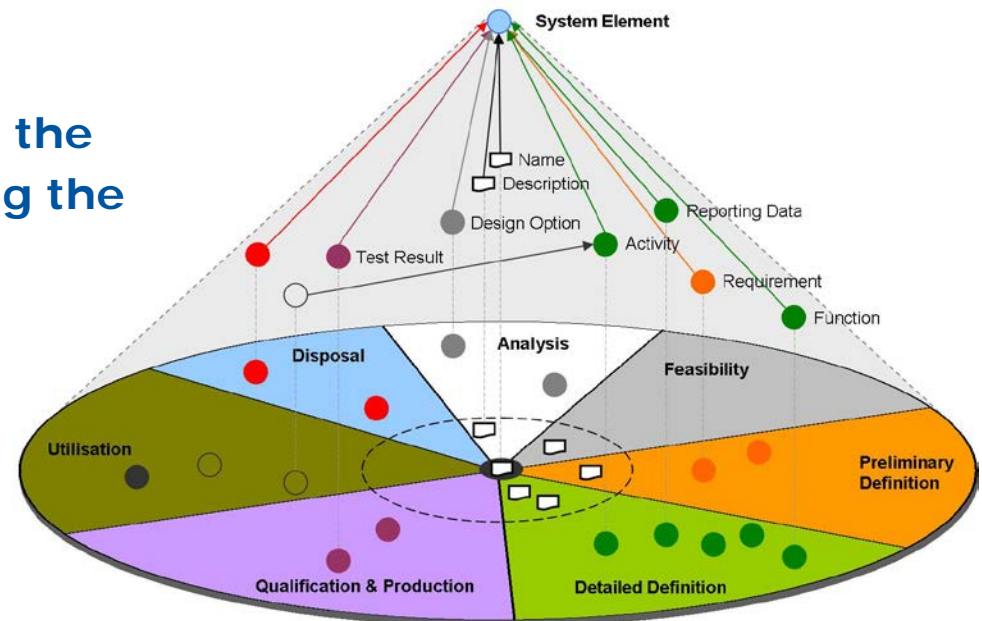 System Element
the
g the
Name
Description
Design Option
Reporting Data
Activity
Test Result
Requirement
Function
Disposal
Analysis
Feasibility
Utilisation
Preliminary
Definition
Qualification & Production
Detailed Definition